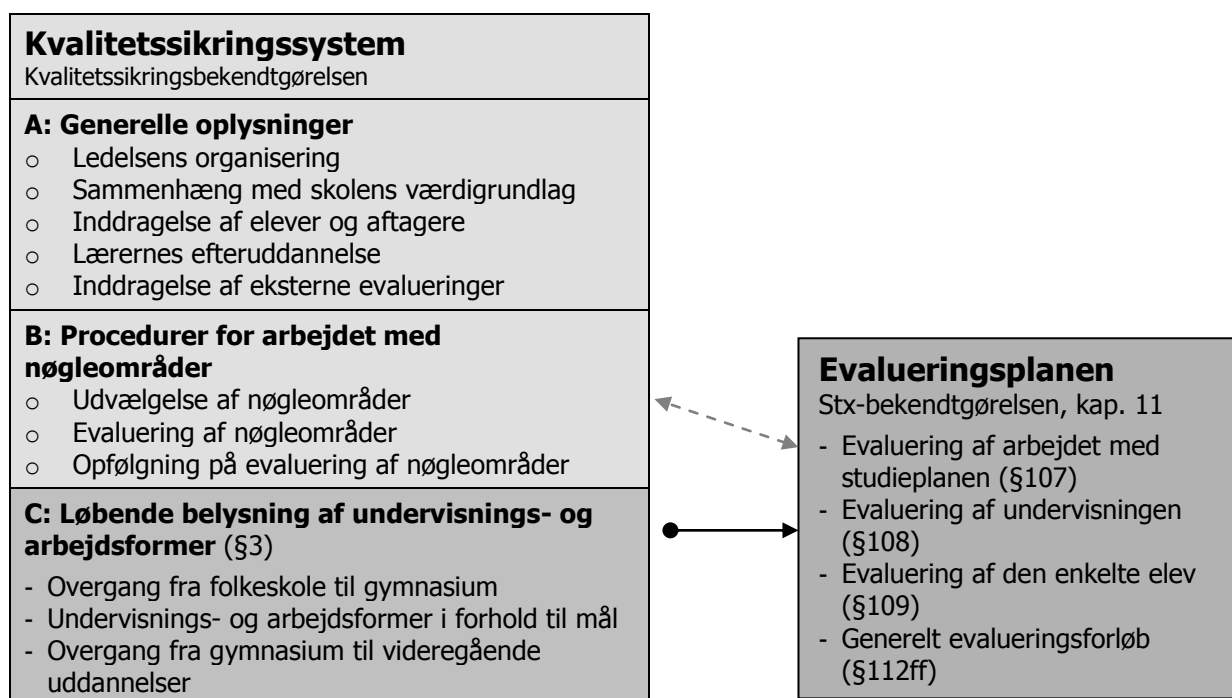 Kvalitetssikringssystem
Kvalitetssikringsbekendtgørelsen
A: Generelle oplysninger
o Ledelsens organisering
o Sammenhæng med skolens værdigrundlag
o Inddragelse af elever og aftagere
o Lærernes efteruddannelse
o Inddragelse af eksterne evalueringer
B: Procedurer for arbejdet med
nøgleområder
o Udvælgelse af nøgleområder
o Evaluering af nøgleområder
o Opfølgning på evaluering af nøgleområder
C: Løbende belysning af undervisnings- og
arbejdsformer (§3)
- Overgang fra folkeskole til gymnasium
- Undervisnings- og arbejdsformer i forhold til mål
- Overgang fra gymnasium til videregående
uddannelser
Evalueringsplanen
Stx-bekendtgørelsen, kap. 11
- Evaluering af arbejdet med
studieplanen (§107)
- Evaluering af undervisningen
(§108)
- Evaluering af den enkelte elev
(§109)
- Generelt evalueringsforløb
(§112ff)